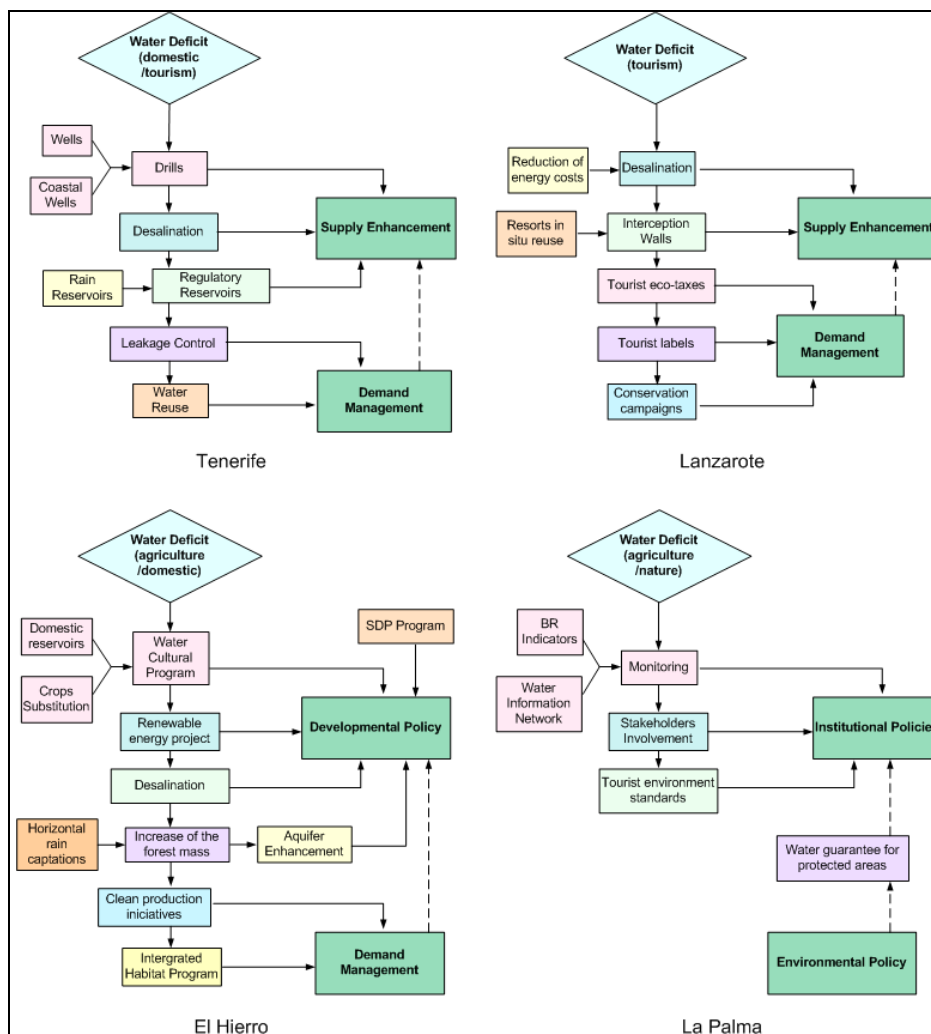 Water Deficit
(domestic
/tourism)
Wells
Coastal
Wells
Drills
Desalination
Supply Enhancement
Rain
Reservoirs
Regulatory
Reservoirs
Leakage Control
Water
Reuse
Demand
Management
Tenerife
Water Deficit
(tourism)
Reduction of
energy costs
Desalination
Resorts in
situ reuse
Interception
Walls
Supply Enhancement
Tourist eco-taxes
Tourist labels
Demand
Management
Conservation
campaigns
Lanzarote
Water Deficit
(agriculture
/domestic)
Domestic
reservoirs
Crops
Substitution
Water
Cultural
Program
SDP Program
Renewable
energy project
Developmental Policy
Desalination
Horizontal
rain
captations
Increase of the
forest mass
Aquifer
Enhancement
Clean production
iniciatives
Intergrated
Habitat Program
Demand
Management
El Hierro
Water Deficit
(agriculture
/nature)
BR
Indicators
Water
Information
Network
Monitoring
Stakeholders
Involvement
Institutional Policie
Tourist environment
standards
Water guarantee for
protected areas
Environmental Policy
La Palma